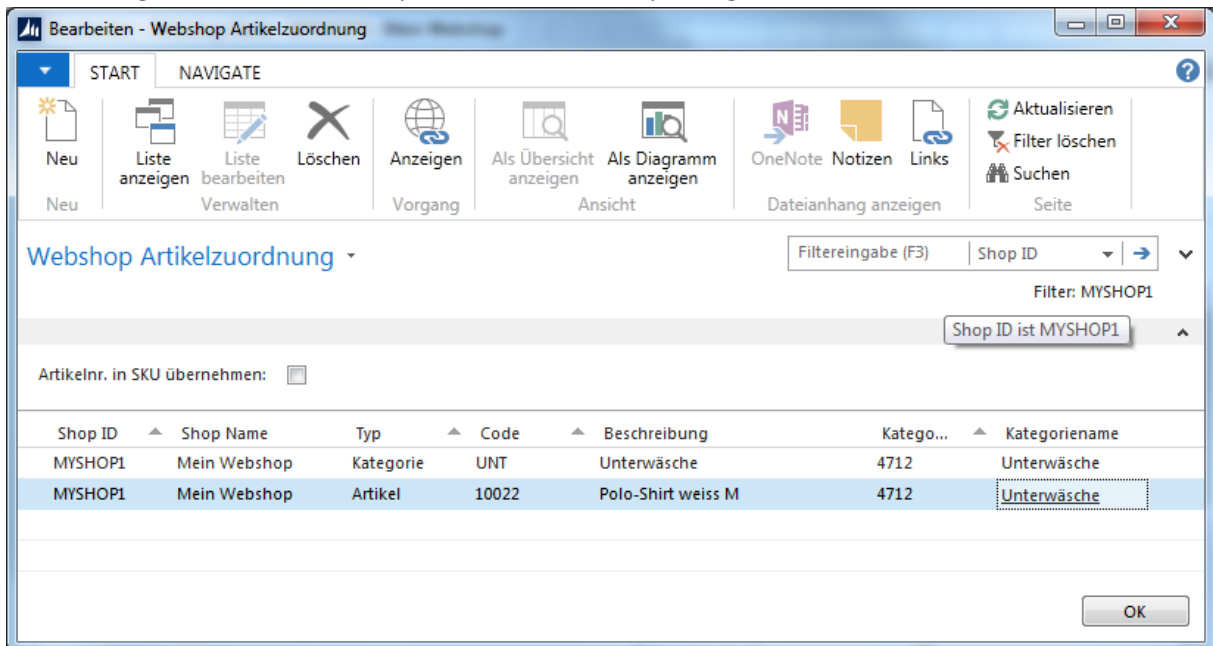 Bearbeiten - Webshop Artikelzuordnung
START NAVIGATE
Neu
Liste anzeigen
Liste bearbeiten
Löschen
Anzeigen
Als Übersicht anzeigen
Als Diagramm anzeigen
OneNote
Notizen
Links
Aktualisieren
Filter löschen
Suchen
Neu Verwalten Vorgang Ansicht Dateianhang anzeigen Seite
Webshop Artikelzuordnung
Filtereingabe (F3) Shop ID
Filter: MYSHOP1
Shop ID ist MYSHOP1
Artikelnr. in SKU übernehmen:
Shop ID Shop Name Typ Code Beschreibung Katego... Kategoriename
MYSHOP1 Mein Webshop Kategorie UNT Unterwäsche 4712 Unterwäsche
MYSHOP1 Mein Webshop Artikel 10022 Polo-Shirt weiss M 4712 Unterwäsche
OK